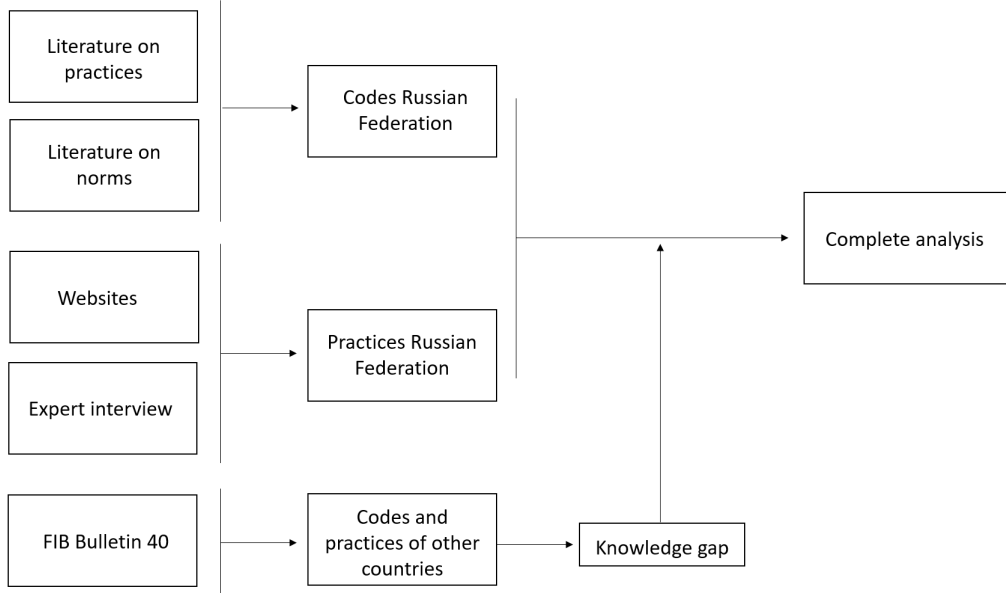 Literature on
practices
Literature on
norms
Codes Russian
Federation
Websites
Expert interview
Practices Russian
Federation
Complete analysis
FIB Bulletin 40
Codes and
practices of other
countries
Knowledge gap